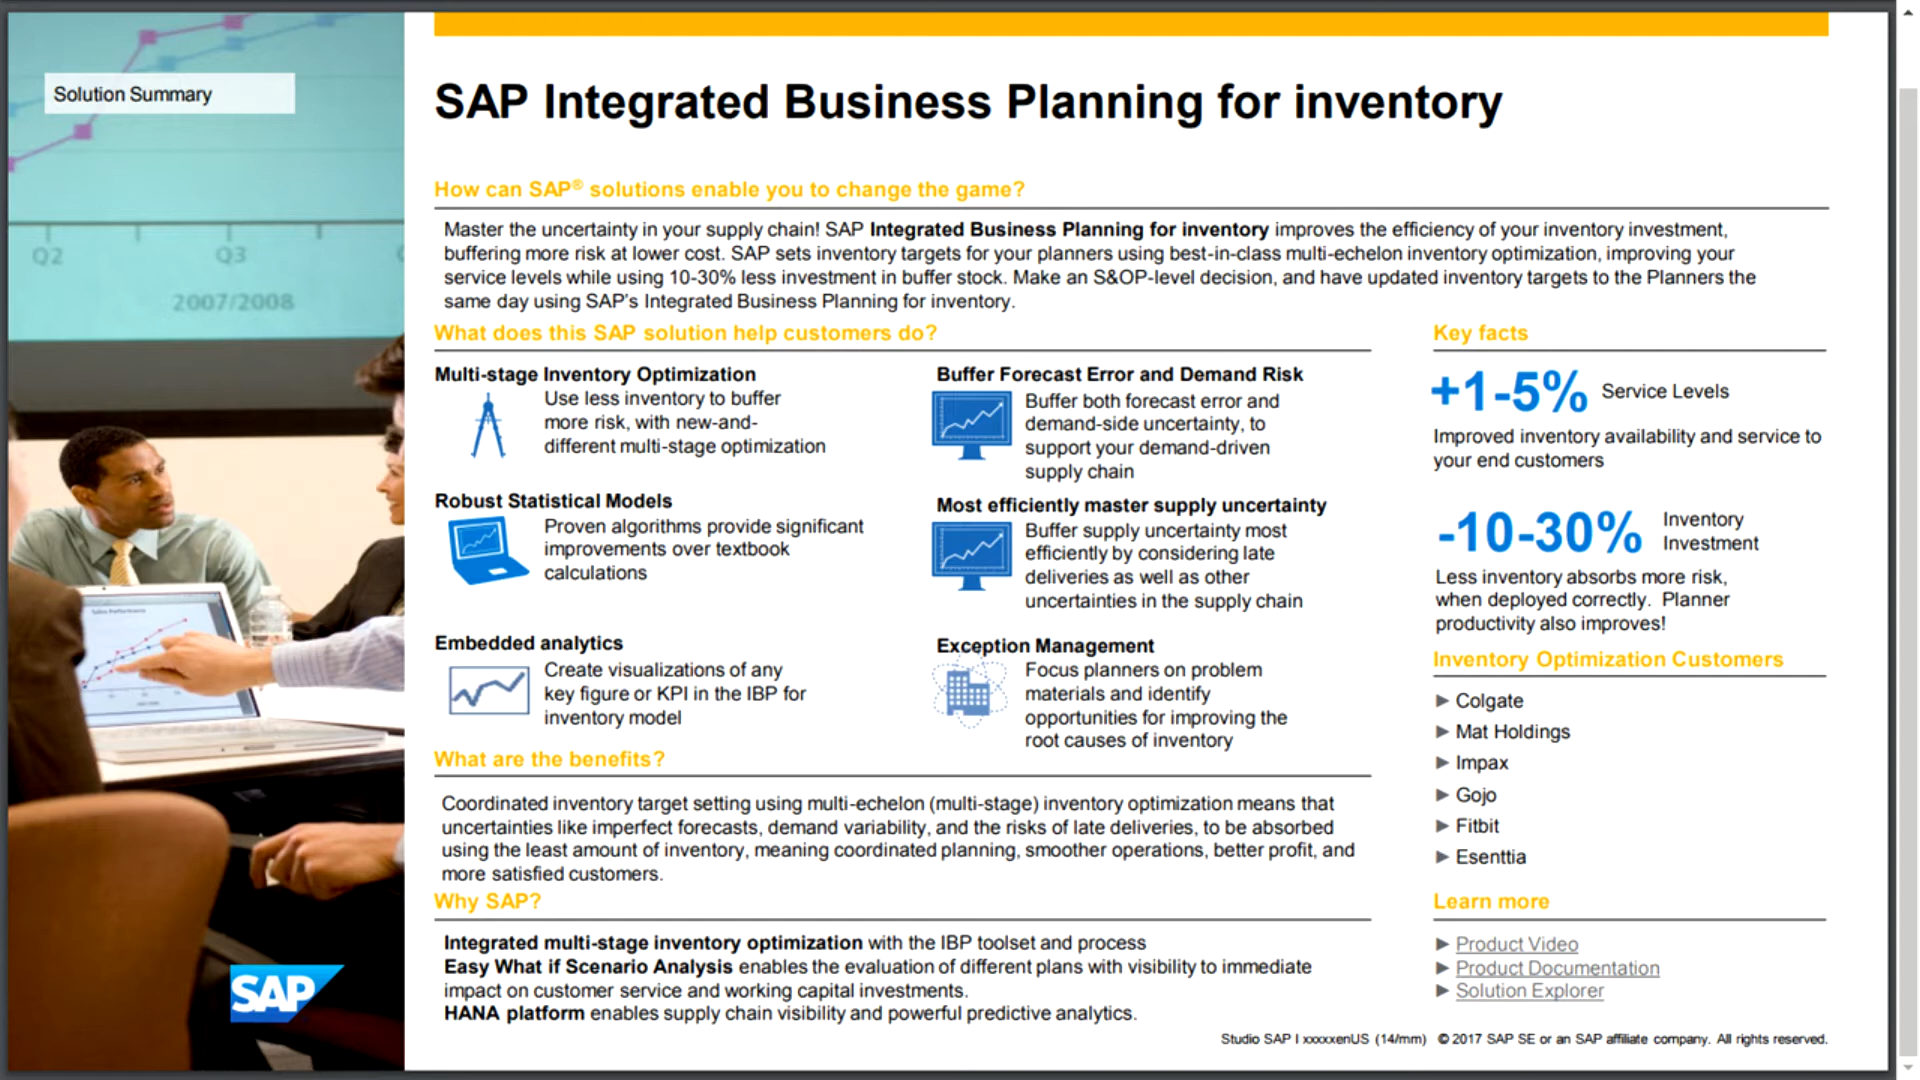 Solution Summary
Q2
Q3
2007/2008
SAP
SAP Integrated Business Planning for inventory
How can SAP® solutions enable you to change the game?
Master the uncertainty in your supply chain! SAP Integrated Business Planning for inventory improves the efficiency of your inventory investment,
buffering more risk at lower cost. SAP sets inventory targets for your planners using best-in-class multi-echelon inventory optimization, improving your
service levels while using 10-30% less investment in buffer stock. Make an S&OP-level decision, and have updated inventory targets to the Planners the
same day using SAP's Integrated Business Planning for inventory.
What does this SAP solution help customers do?
Multi-stage Inventory Optimization
Use less inventory to buffer
more risk, with new-and-
different multi-stage optimization
Buffer Forecast Error and Demand Risk
Buffer both forecast error and
demand-side uncertainty, to
support your demand-driven
supply chain
Robust Statistical Models
Proven algorithms provide significant
improvements over textbook
calculations
Most efficiently master supply uncertainty
Buffer supply uncertainty most
efficiently by considering late
deliveries as well as other
uncertainties in the supply chain
Embedded analytics
Create visualizations of any
key figure or KPI in the IBP for
inventory model
Exception Management
Focus planners on problem
materials and identify
opportunities for improving the
root causes of inventory
What are the benefits?
Coordinated inventory target setting using multi-echelon (multi-stage) inventory optimization means that
uncertainties like imperfect forecasts, demand variability, and the risks of late deliveries, to be absorbed
using the least amount of inventory, meaning coordinated planning, smoother operations, better profit, and
more satisfied customers.
Why SAP?
Integrated multi-stage inventory optimization with the IBP toolset and process
Easy What if Scenario Analysis enables the evaluation of different plans with visibility to immediate
impact on customer service and working capital investments.
HANA platform enables supply chain visibility and powerful predictive analytics.
Key facts
+1-5% Service Levels
Improved inventory availability and service to
your end customers
-10-30% Inventory
Investment
Less inventory absorbs more risk,
when deployed correctly. Planner
productivity also improves!
Inventory Optimization Customers
Colgate
Mat Holdings
Impax
Gojo
Fitbit
Esenttia
Learn more
Product Video
Product Documentation
Solution Explorer
Studio SAP I xxxxxenUS (14/mm) © 2017 SAP SE or an SAP affiliate company. All rights reserved.